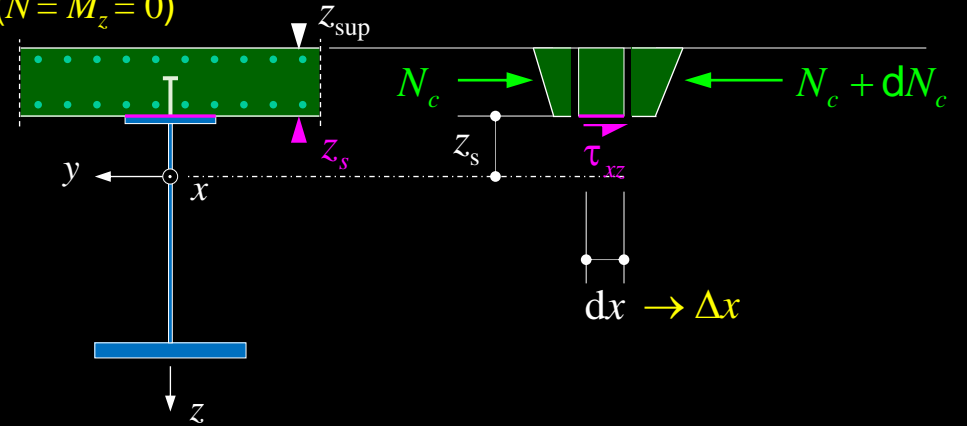 (N = M_z = 0)
z_sup
N_c
N_c + dN_c
z_s
z_s
τ_xz
y
x
dx → Δx
z